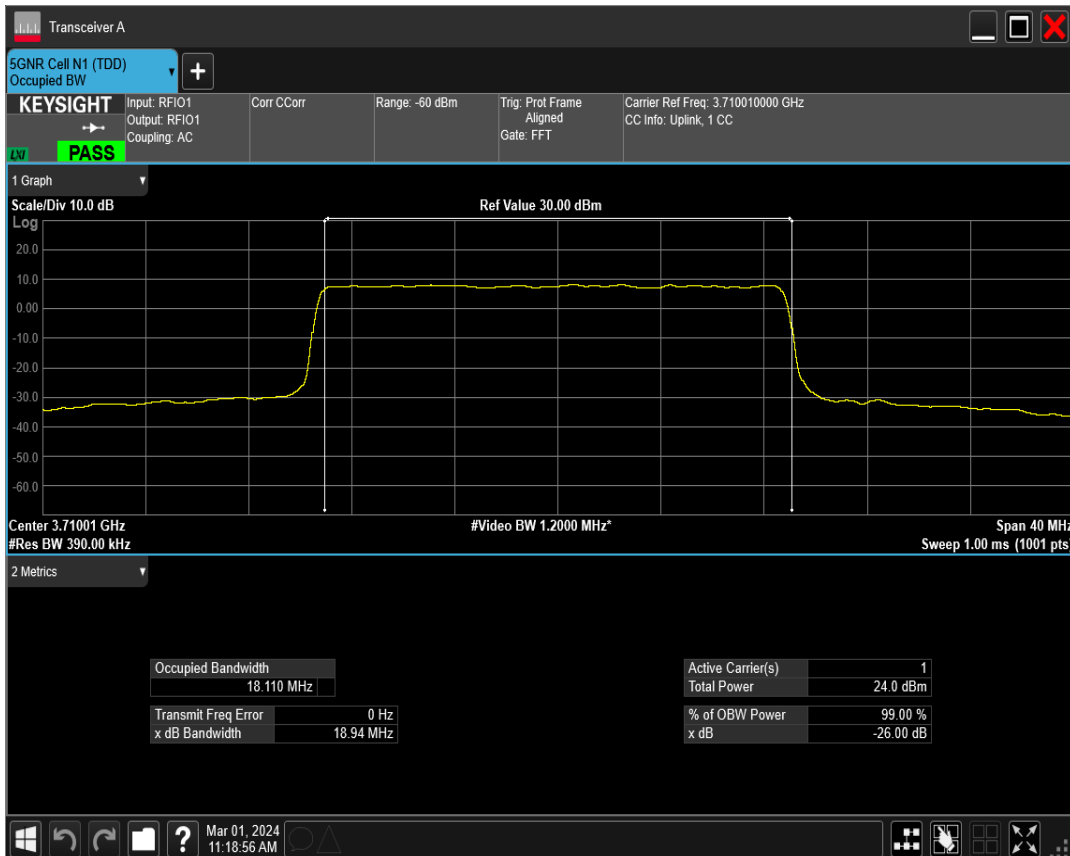 Transceiver A
5GNR Cell N1 (TDD)
Occupied BW
+
KEYSIGHT
LXI
PASS
Input: RFIO1
Output: RFIO1
Coupling: AC
Corr CCorr
Range: -60 dBm
Trig: Prot Frame
Aligned
Gate: FFT
Carrier Ref Freq: 3.710010000 GHz
CC Info: Uplink, 1 CC
1 Graph
Scale/Div 10.0 dB
Ref Value 30.00 dBm
Log
20.0
10.0
0.00
-10.0
-20.0
-30.0
-40.0
-50.0
-60.0
Center 3.71001 GHz
#Video BW 1.2000 MHz*
Span 40 MHz
#Res BW 390.00 kHz
Sweep 1.00 ms (1001 pts)
2 Metrics
Occupied Bandwidth
18.110 MHz
Transmit Freq Error 0 Hz
x dB Bandwidth 18.94 MHz
Active Carrier(s) 1
Total Power 24.0 dBm
% of OBW Power 99.00 %
x dB -26.00 dB
?
Mar 01, 2024
11:18:56 AM